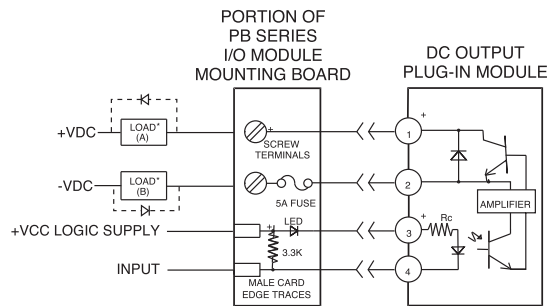 PORTION OF
PB SERIES
I/O MODULE
MOUNTING BOARD
DC OUTPUT
PLUG-IN MODULE
+VDC
LOAD*
(A)
+
SCREW
TERMINALS
1
+
-VDC
LOAD*
(B)
5A FUSE
2
AMPLIFIER
+VCC LOGIC SUPPLY
+
LED
3.3K
3
+
Rc
INPUT
4
MALE CARD
EDGE TRACES